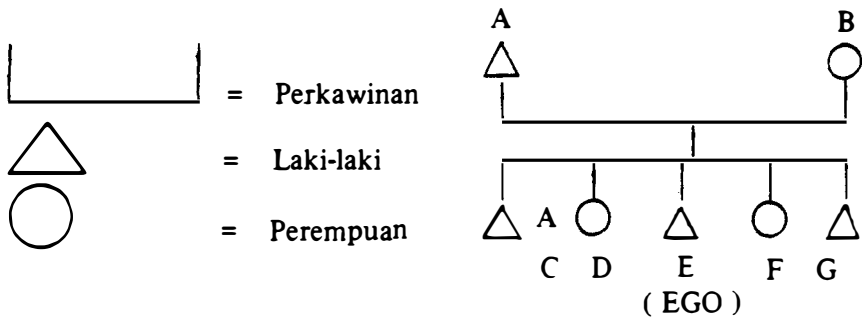 = Perkawinan
= Laki-laki
= Perempuan
A B
A
C D E F G
( EGO )